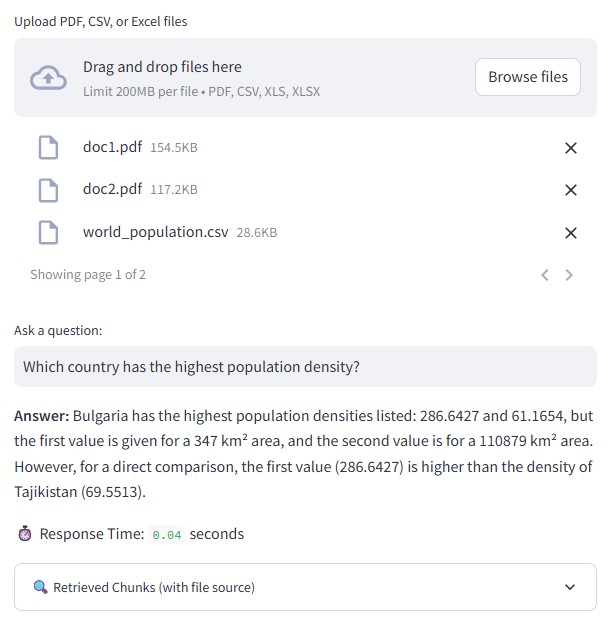 Upload PDF, CSV, or Excel files
Drag and drop files here
Limit 200MB per file • PDF, CSV, XLS, XLSX
Browse files
doc1.pdf 154.5KB
doc2.pdf 117.2KB
world_population.csv 28.6KB
Showing page 1 of 2
Ask a question:
Which country has the highest population density?
Answer: Bulgaria has the highest population densities listed: 286.6427 and 61.1654, but
the first value is given for a 347 km² area, and the second value is for a 110879 km² area.
However, for a direct comparison, the first value (286.6427) is higher than the density of
Tajikistan (69.5513).
Response Time: 0.04 seconds
Retrieved Chunks (with file source)